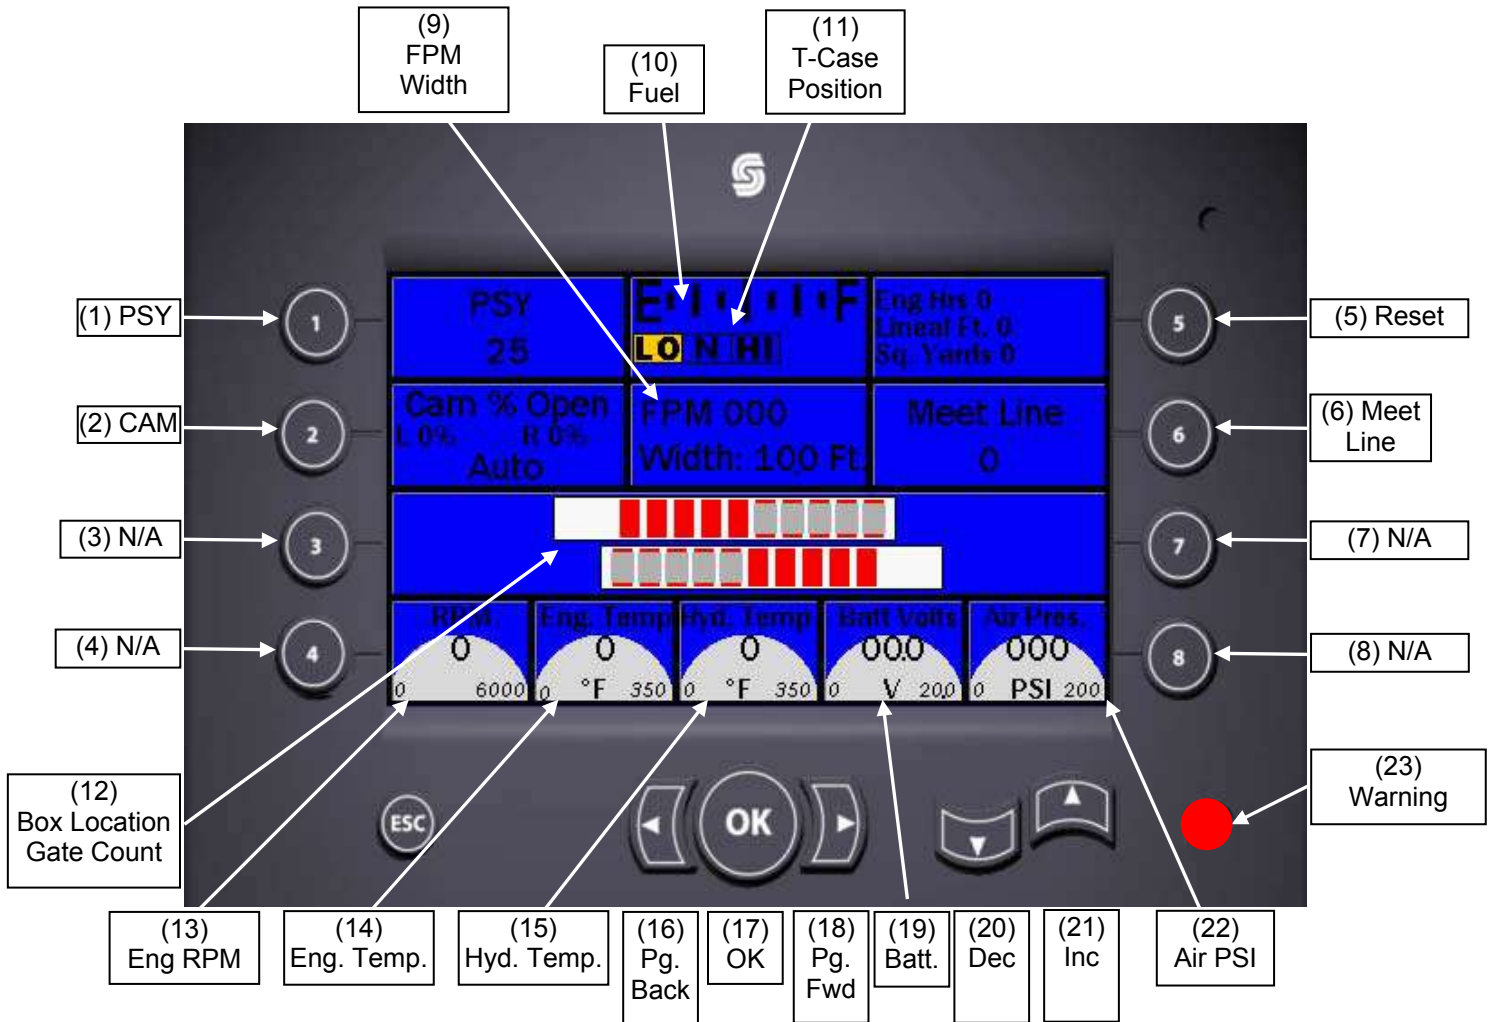 (9)
FPM
Width
(10)
Fuel
(11)
T-Case
Position
(1) PSY
(2) CAM
(3) N/A
(4) N/A
(5) Reset
(6) Meet
Line
(7) N/A
(8) N/A
1
2
3
4
5
6
7
8
PSY
25
E F
LO N HI
Eng Hrs 0
Lineal Ft. 0
Sq. Yards 0
Cam % Open
L 0% R 0%
Auto
FPM 000
Width: 100 Ft.
Meet Line
0
RPM
0
0 6000
Eng. Temp
0
0 °F 350
Hyd. Temp
0
0 °F 350
Batt Volts
00.0
0 V 20.0
Air Pres.
000
0 PSI 200
ESC
OK
(12)
Box Location
Gate Count
(23)
Warning
(13)
Eng RPM
(14)
Eng. Temp.
(15)
Hyd. Temp.
(16)
Pg.
Back
(17)
OK
(18)
Pg.
Fwd
(19)
Batt.
(20)
Dec
(21)
Inc
(22)
Air PSI